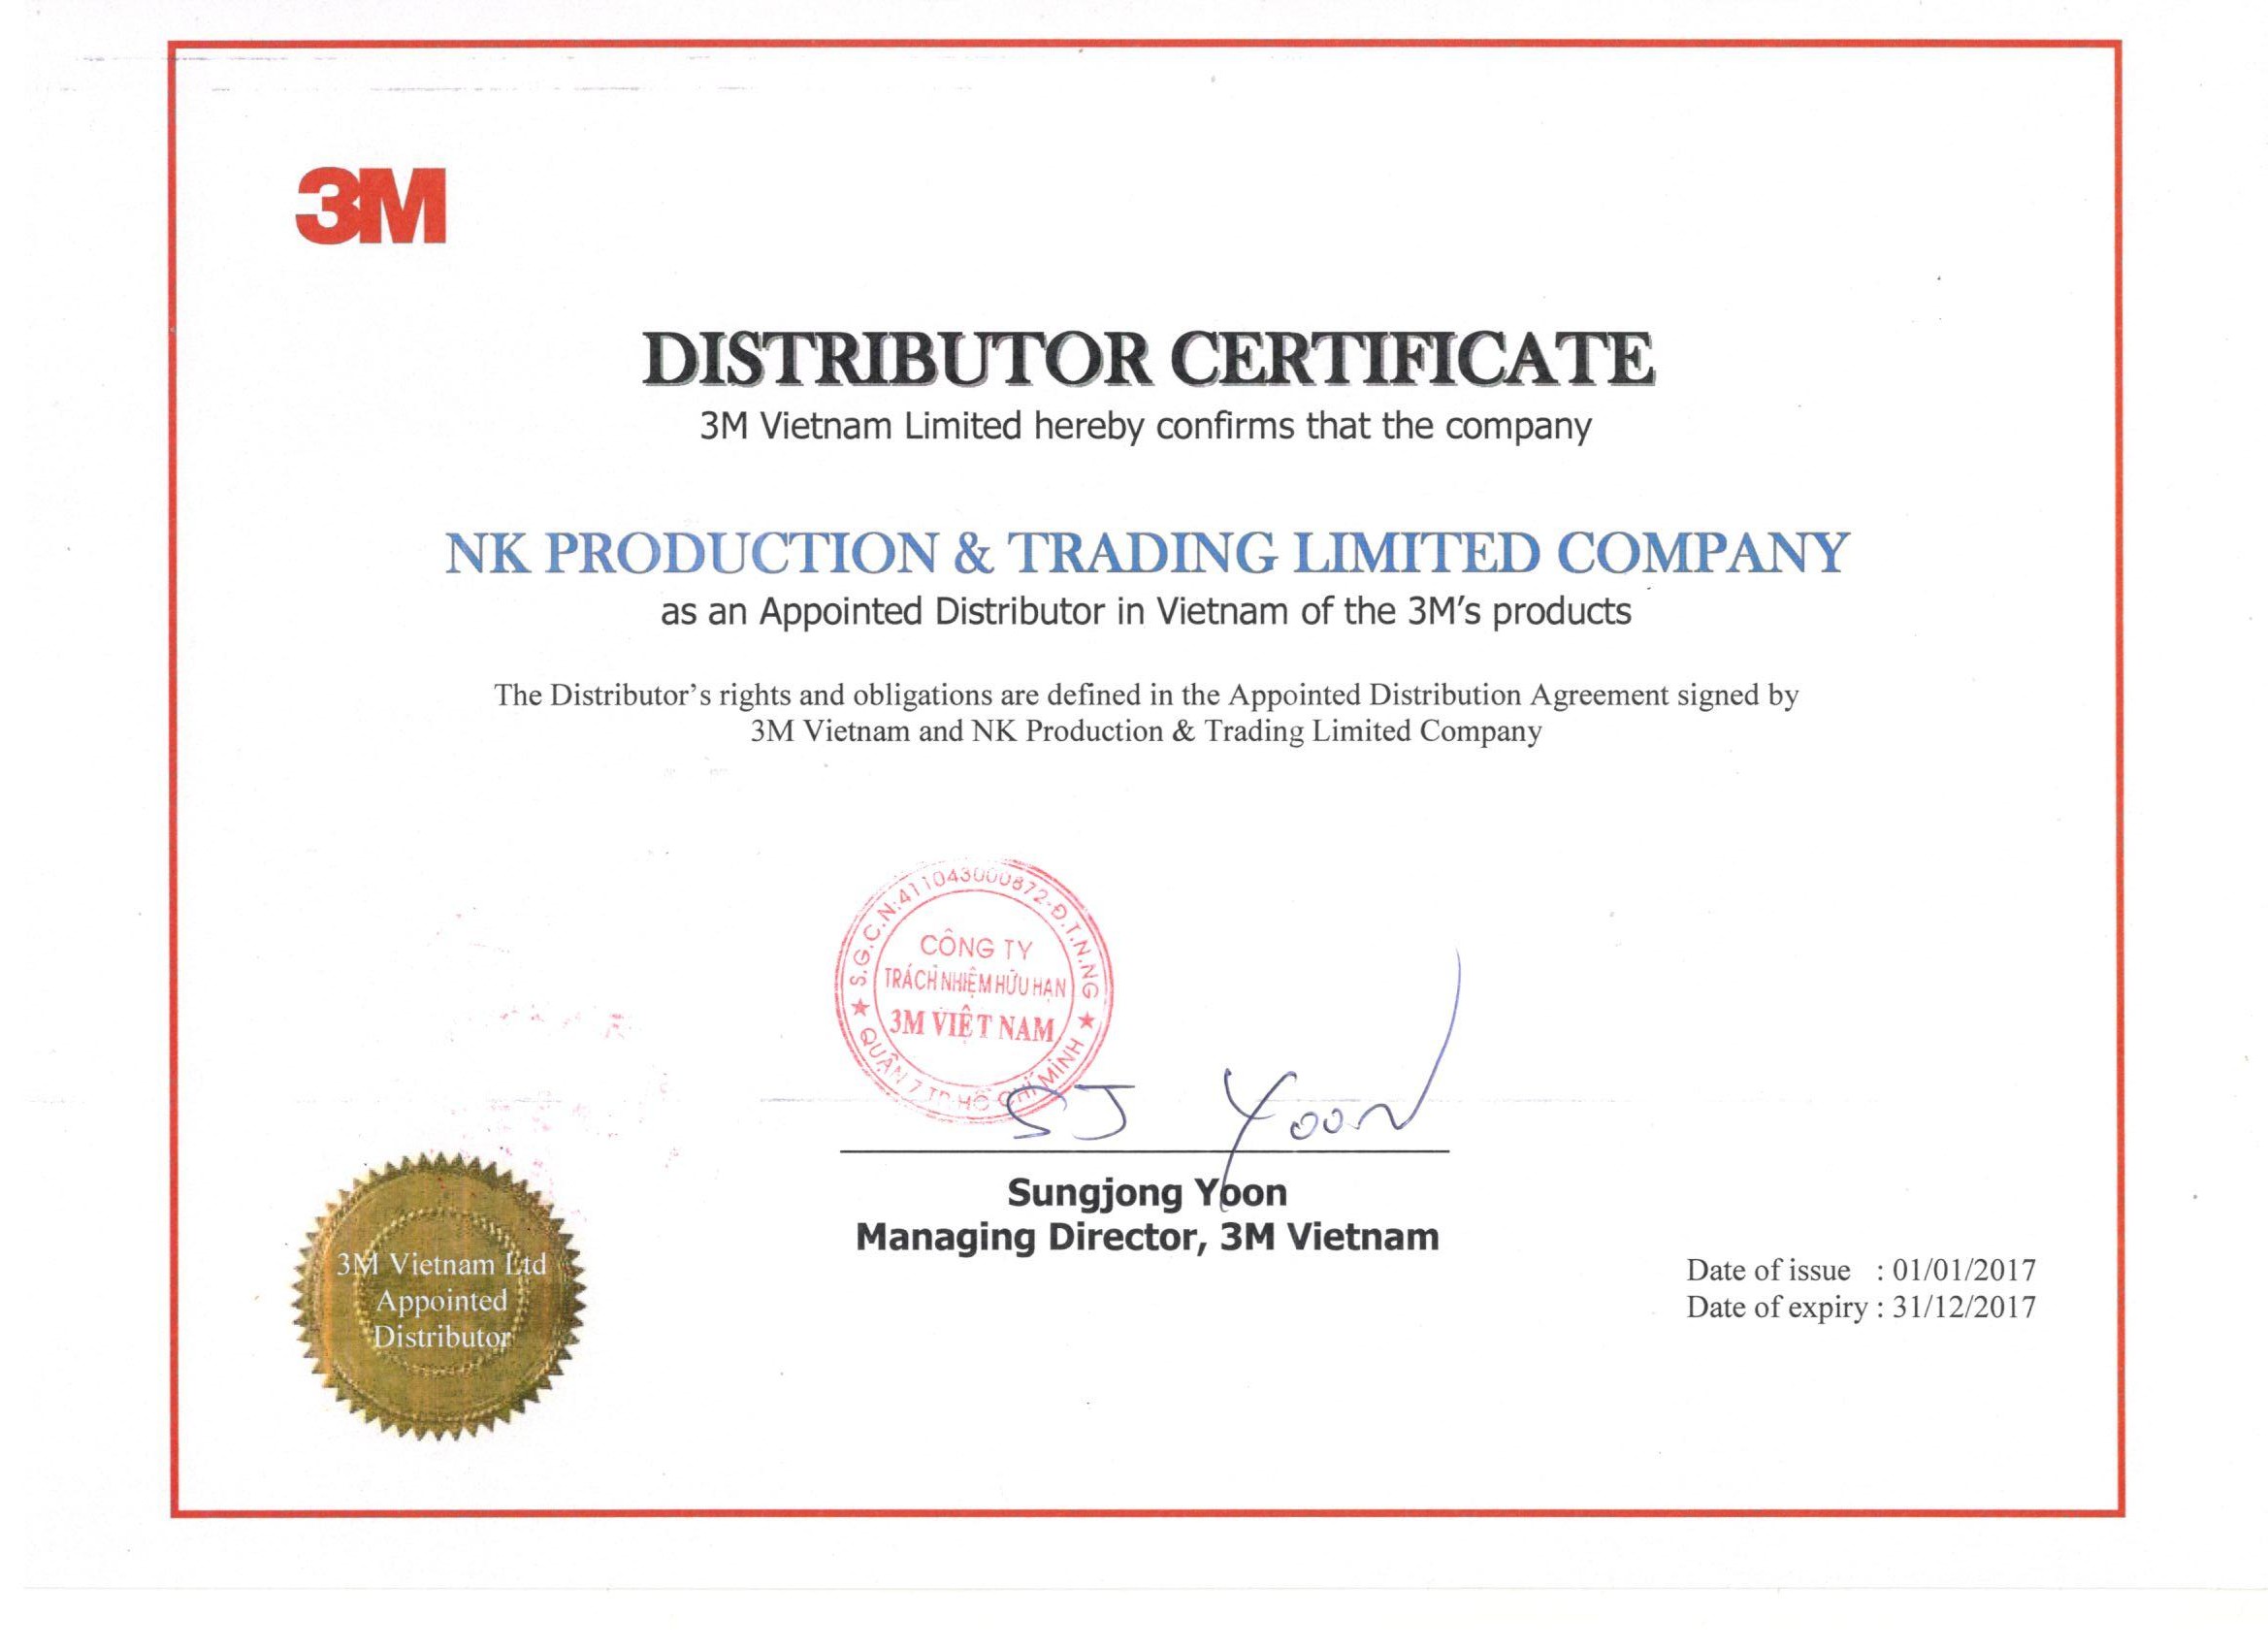 3M
DISTRIBUTOR CERTIFICATE
3M Vietnam Limited hereby confirms that the company
NK PRODUCTION & TRADING LIMITED COMPANY
as an Appointed Distributor in Vietnam of the 3M's products
The Distributor's rights and obligations are defined in the Appointed Distribution Agreement signed by
3M Vietnam and NK Production & Trading Limited Company
S.G.C.N:411043000872-Đ.T.N.NG
CÔNG TY
TRÁCH NHIỆM HỮU HẠN
3M VIỆT NAM
★ QUẬN 7 TP HỒ CHÍ MINH ★
SJ Yoon
Sungjong Yoon
Managing Director, 3M Vietnam
3M Vietnam Ltd
Appointed
Distributor
Date of issue : 01/01/2017
Date of expiry : 31/12/2017